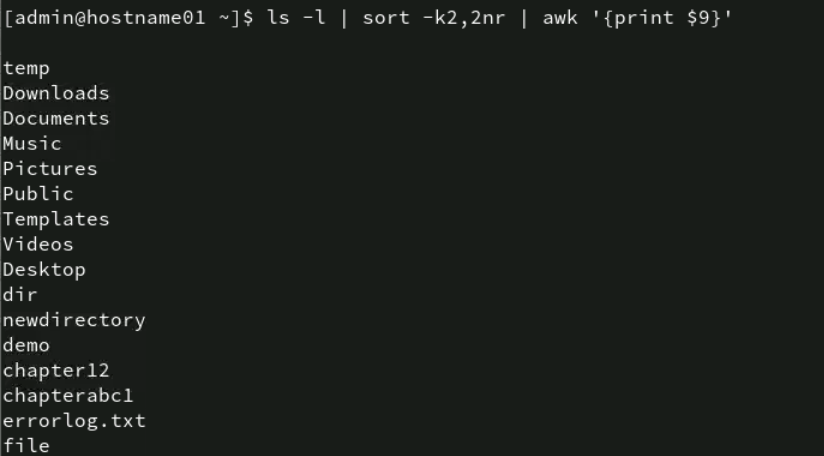 [admin@hostname01 ~]$ ls -l | sort -k2,2nr | awk '{print $9}'
temp
Downloads
Documents
Music
Pictures
Public
Templates
Videos
Desktop
dir
newdirectory
demo
chapter12
chapterabc1
errorlog.txt
file